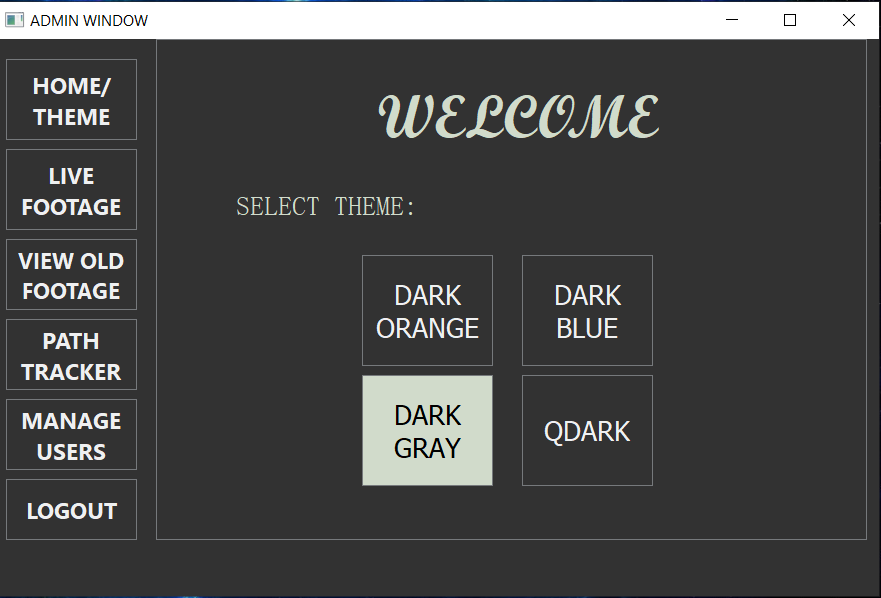 ADMIN WINDOW
HOME/
THEME
LIVE
FOOTAGE
VIEW OLD
FOOTAGE
PATH
TRACKER
MANAGE
USERS
LOGOUT
WELCOME
SELECT THEME:
DARK
ORANGE
DARK
BLUE
DARK
GRAY
QDARK